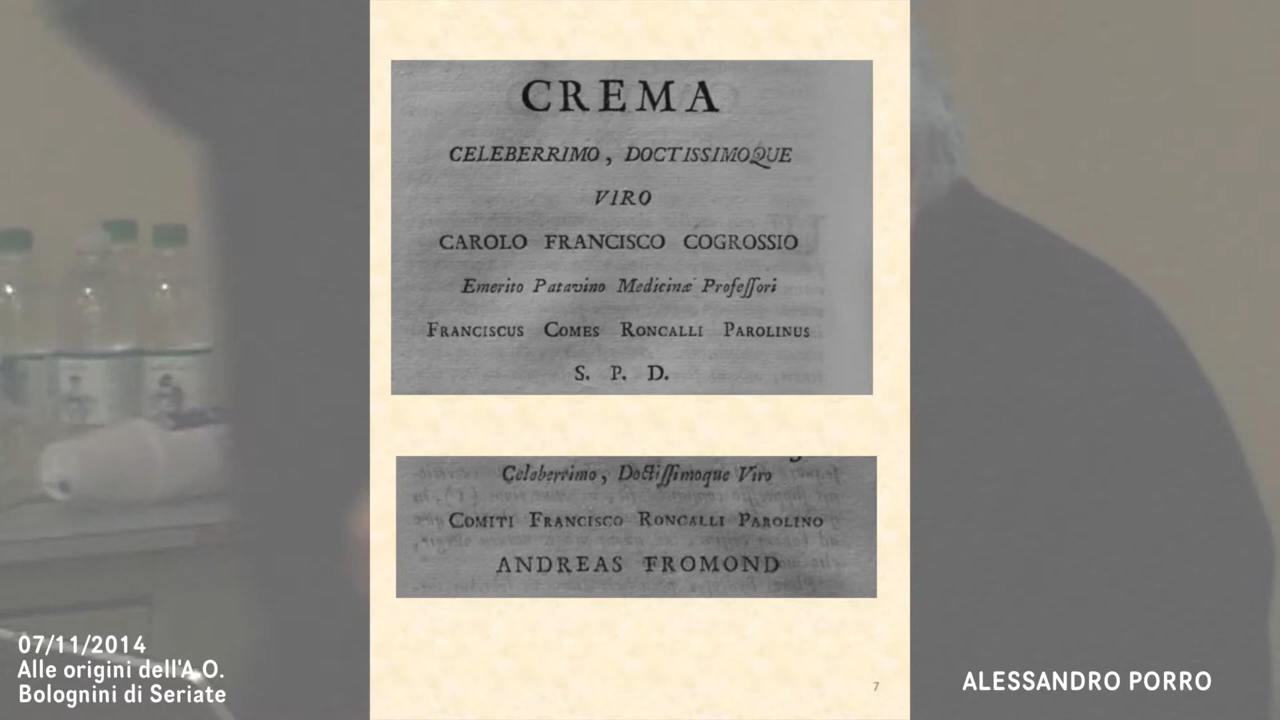 CREMA
CELEBERRIMO, DOCTISSIMOQUE
VIRO
CAROLO FRANCISCO COGROSSIO
Emerito Patavino Medicinæ Profeſſori
FRANCISCUS COMES RONCALLI PAROLINUS
S. P. D.
Celeberrimo, Doctiſſimoque Viro
COMITI FRANCISCO RONCALLI PAROLINO
ANDREAS FROMOND
7
07/11/2014
Alle origini dell'A.O.
Bolognini di Seriate
ALESSANDRO PORRO